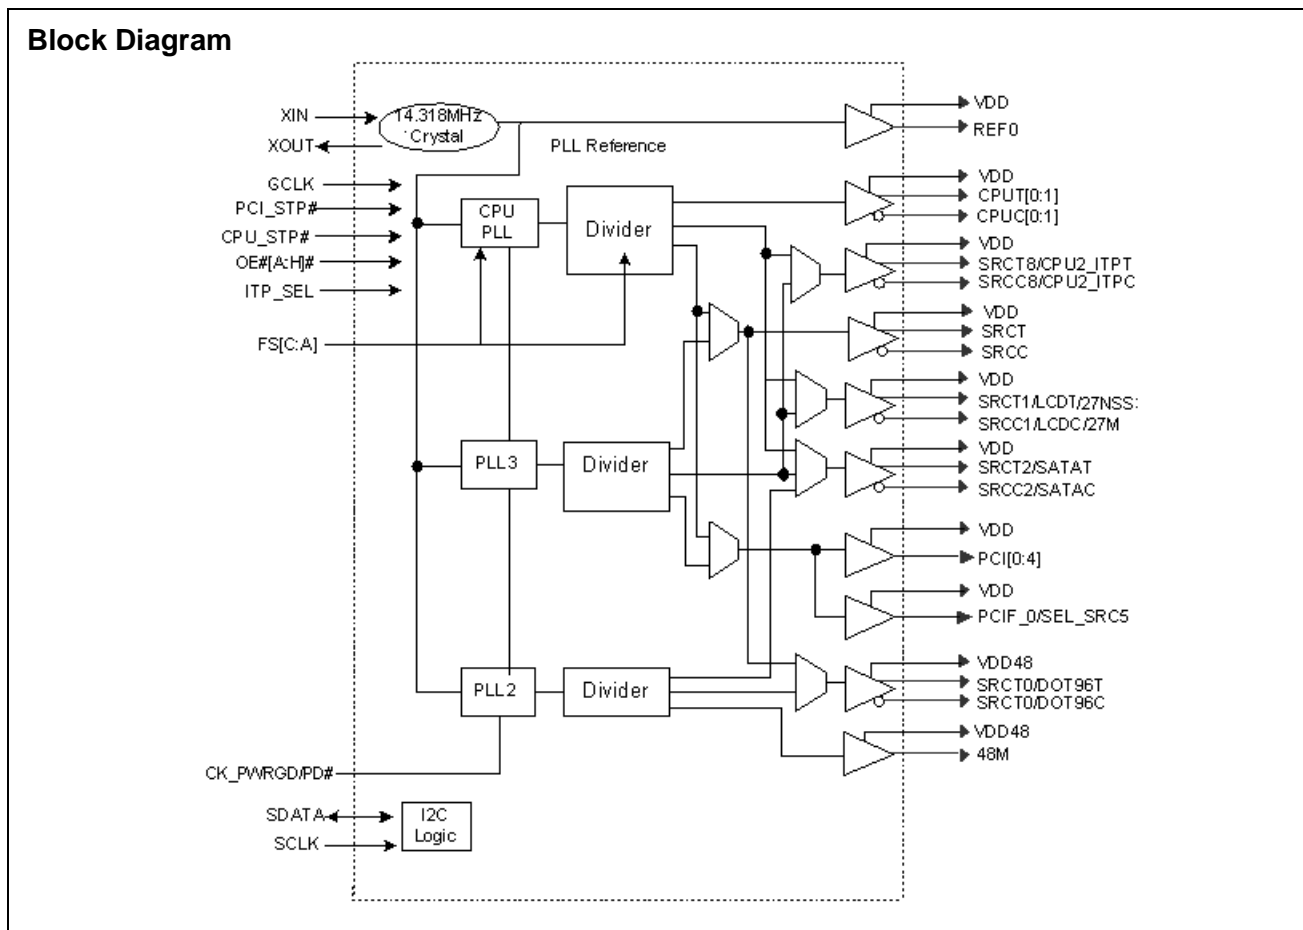 Block Diagram
XIN
XOUT
14.318MHz
Crystal
PLL Reference
VDD
REF0
GCLK
PCI_STP#
CPU_STP#
OE#[A:H]#
ITP_SEL
FS[C:A]
CPU
PLL
Divider
VDD
CPUT[0:1]
CPUC[0:1]
VDD
SRCT8/CPU2_ITPT
SRCC8/CPU2_ITPC
VDD
SRCT
SRCC
VDD
SRCT1/LCDT/27NSS:
SRCC1/LCDC/27M
PLL3
Divider
VDD
SRCT2/SATAT
SRCC2/SATAC
VDD
PCI[0:4]
VDD
PCIF_0/SEL_SRC5
PLL2
Divider
VDD48
SRCT0/DOT96T
SRCT0/DOT96C
VDD48
48M
CK_PWRGD/PD#
SDATA
SCLK
I2C
Logic